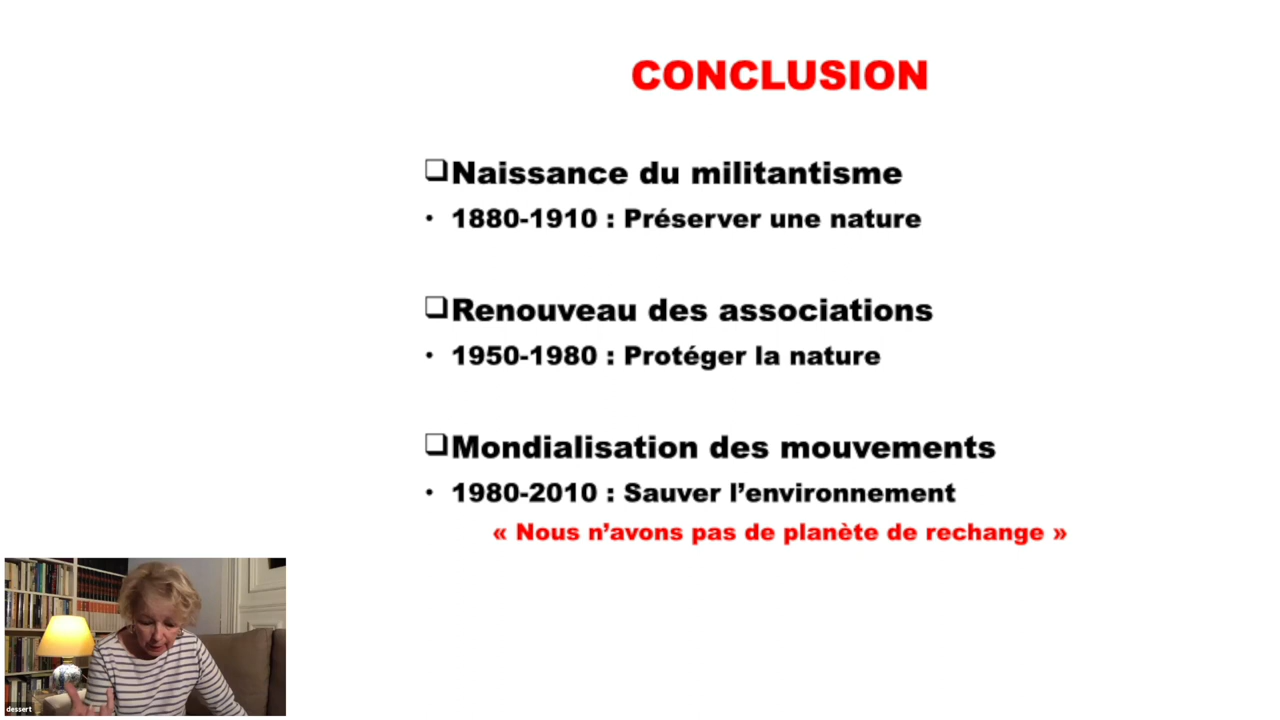 CONCLUSION
Naissance du militantisme
• 1880-1910 : Préserver une nature
Renouveau des associations
• 1950-1980 : Protéger la nature
Mondialisation des mouvements
• 1980-2010 : Sauver l’environnement
« Nous n’avons pas de planète de rechange »
dessert